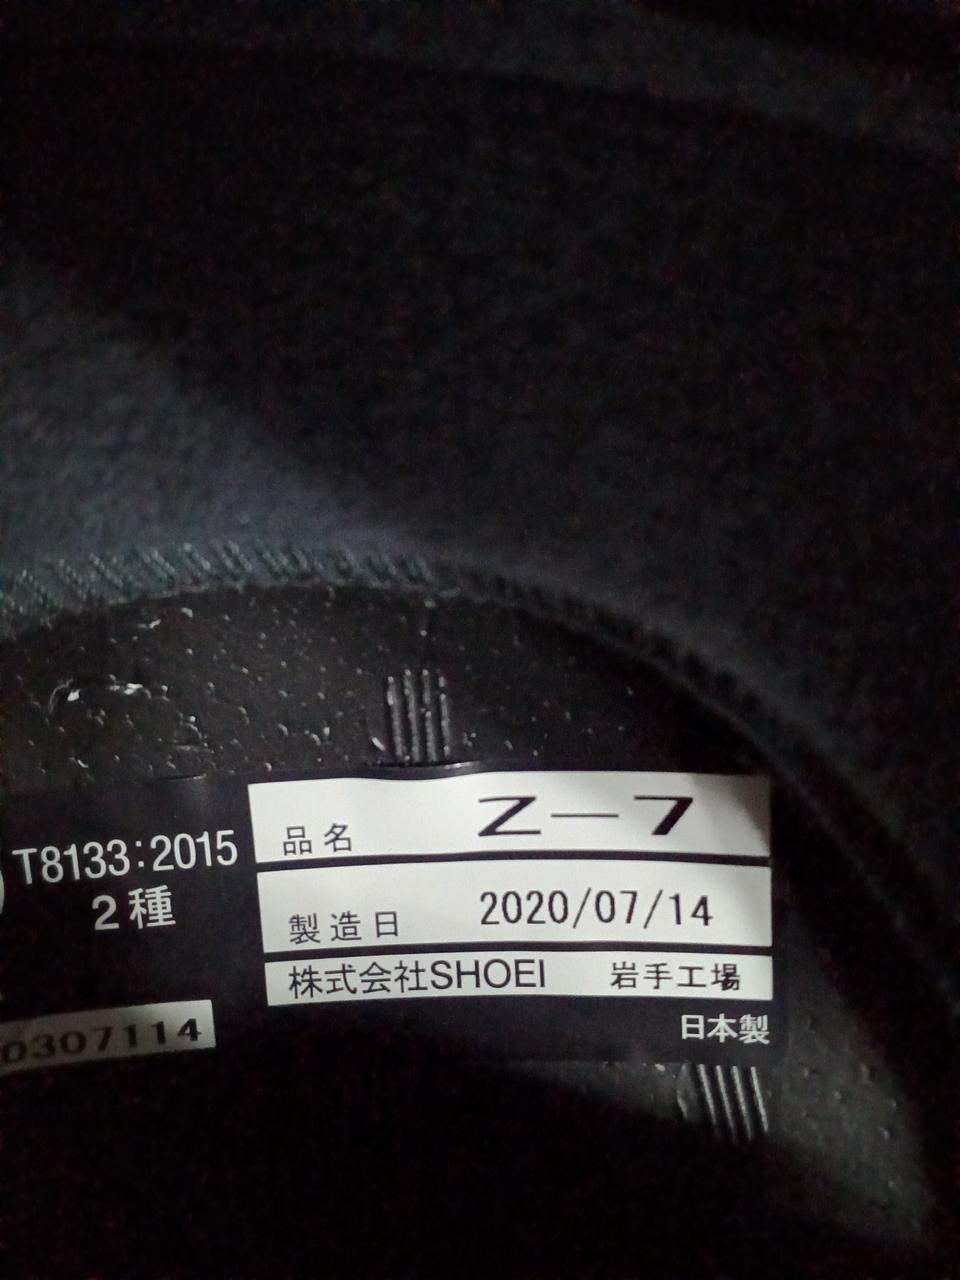 T8133:2015
2種
0307114
品名 Z－7
製造日 2020/07/14
株式会社SHOEI 岩手工場
日本製